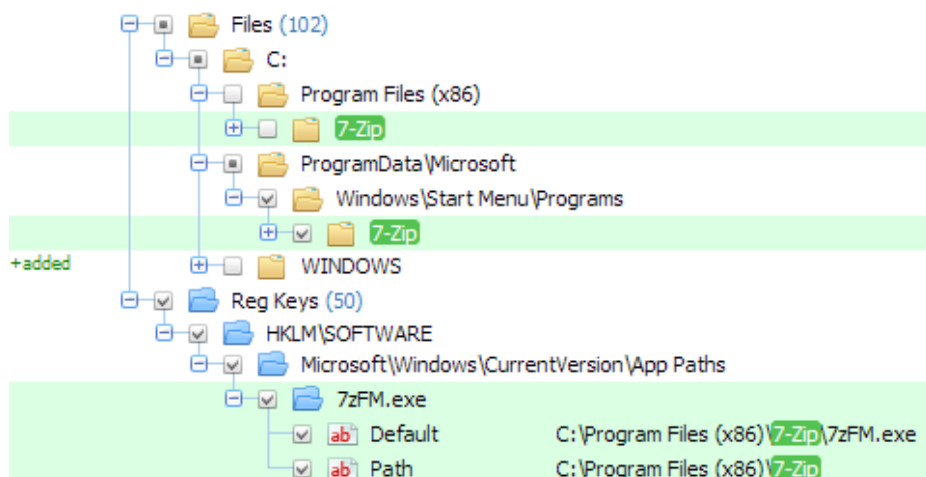 Files (102)
C:
Program Files (x86)
7-Zip
ProgramData\Microsoft
Windows\Start Menu\Programs
7-Zip
+added WINDOWS
Reg Keys (50)
HKLM\SOFTWARE
Microsoft\Windows\CurrentVersion\App Paths
7zFM.exe
ab Default C:\Program Files (x86)\7-Zip\7zFM.exe
ab Path C:\Program Files (x86)\7-Zip